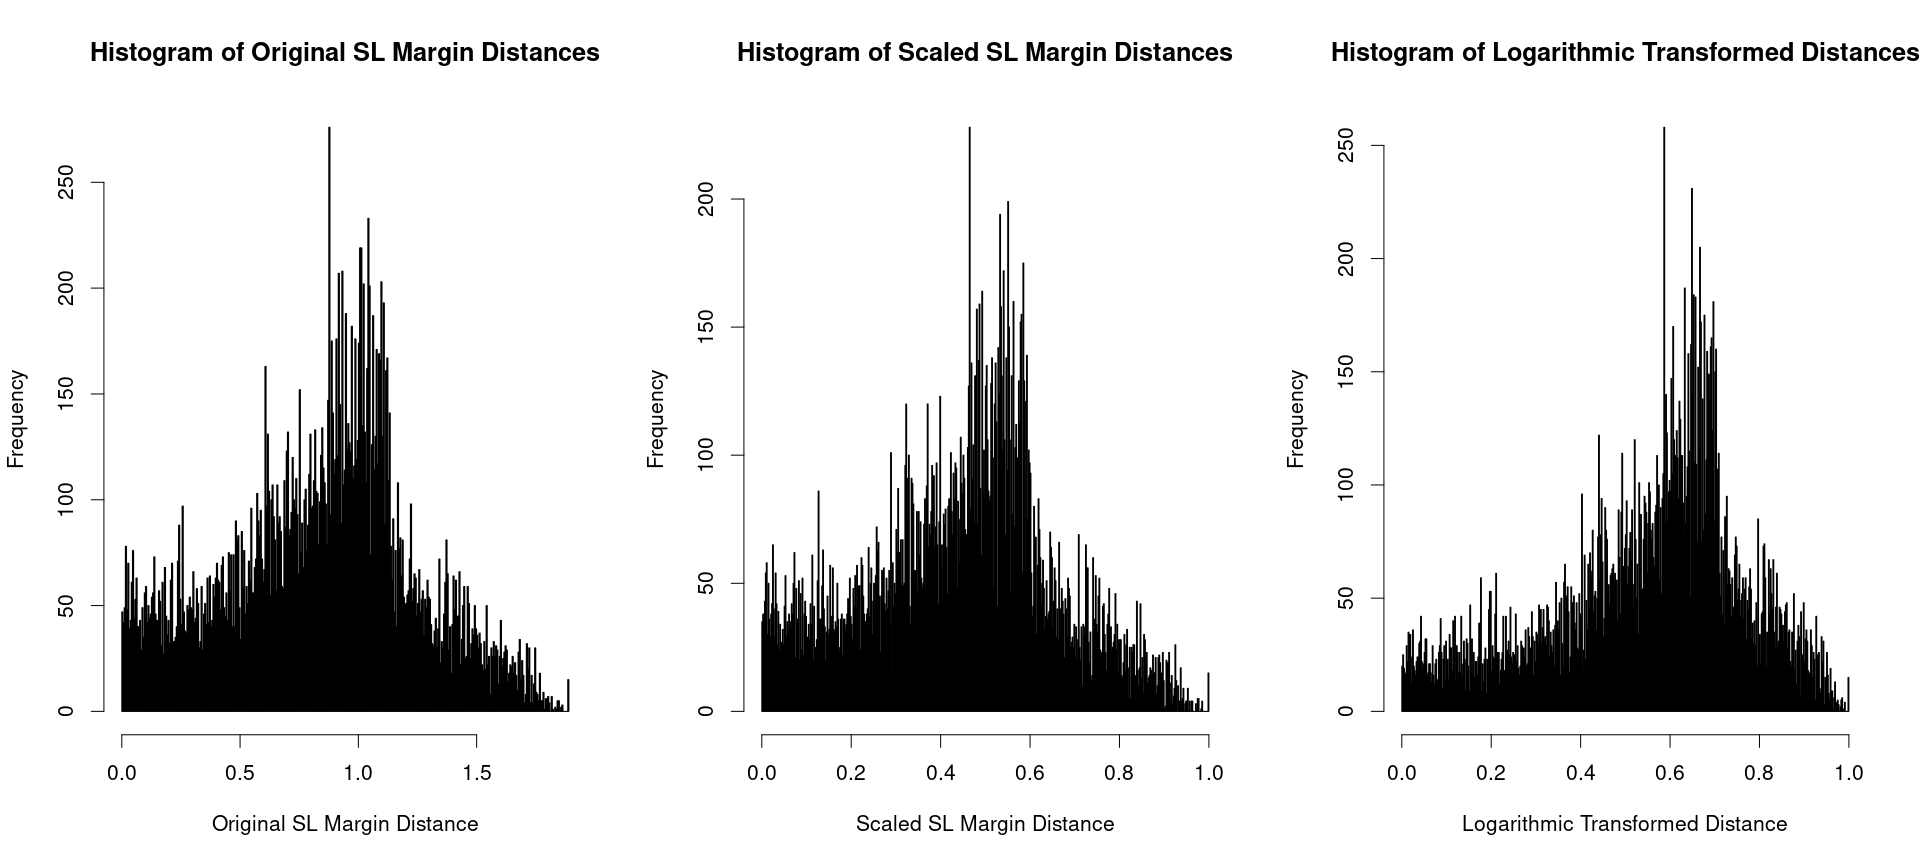 Histogram of Original SL Margin Distances
Frequency
250
200
150
100
50
0
0.0 0.5 1.0 1.5
Original SL Margin Distance
Histogram of Scaled SL Margin Distances
Frequency
200
150
100
50
0
0.0 0.2 0.4 0.6 0.8 1.0
Scaled SL Margin Distance
Histogram of Logarithmic Transformed Distances
Frequency
250
200
150
100
50
0
0.0 0.2 0.4 0.6 0.8 1.0
Logarithmic Transformed Distance